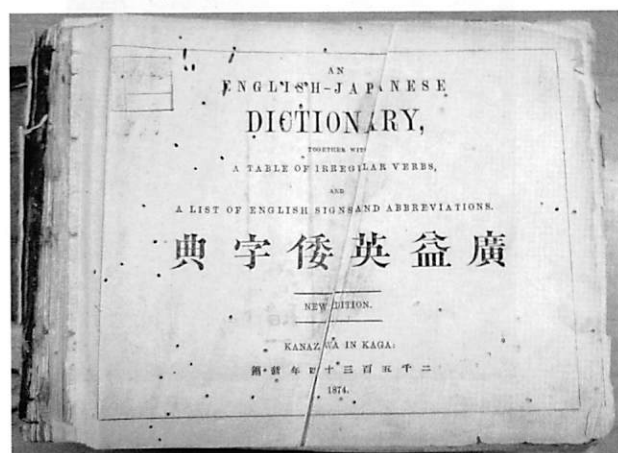 AN
ENGLISH-JAPANESE
DICTIONARY,
TOGETHER WITH
A TABLE OF IRREGULAR VERBS,
AND
A LIST OF ENGLISH SIGNS AND ABBREVIATIONS.
廣益英倭字典
NEW EDITION.
KANAZAWA IN KAGA:
二千五百三十四年新
1874.